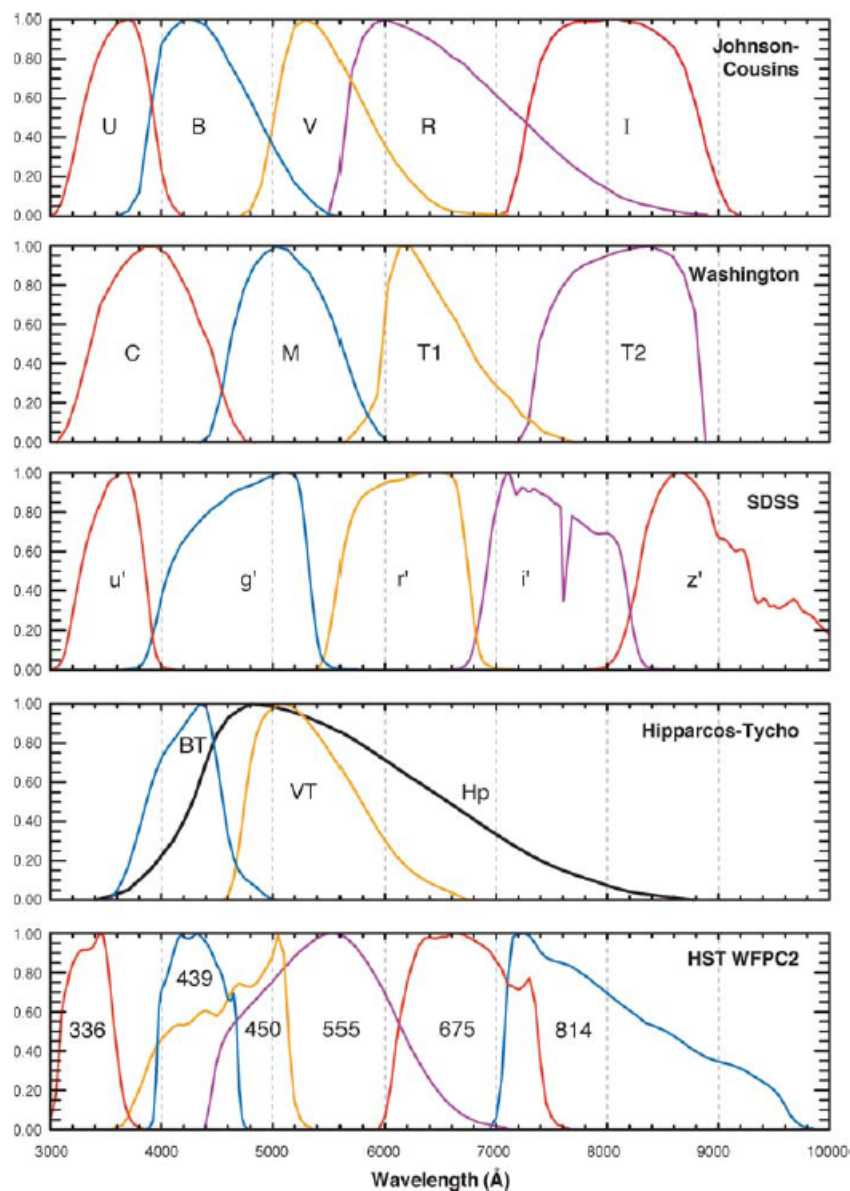 1.00
0.80
0.60
0.40
0.20
0.00
Johnson-
Cousins
U B V R I
1.00
0.80
0.60
0.40
0.20
0.00
Washington
C M T1 T2
1.00
0.80
0.60
0.40
0.20
0.00
SDSS
u' g' r' i' z'
1.00
0.80
0.60
0.40
0.20
0.00
Hipparcos-Tycho
BT VT Hp
1.00
0.80
0.60
0.40
0.20
0.00
HST WFPC2
439
336 450 555 675 814
3000 4000 5000 6000 7000 8000 9000 10000
Wavelength (Å)